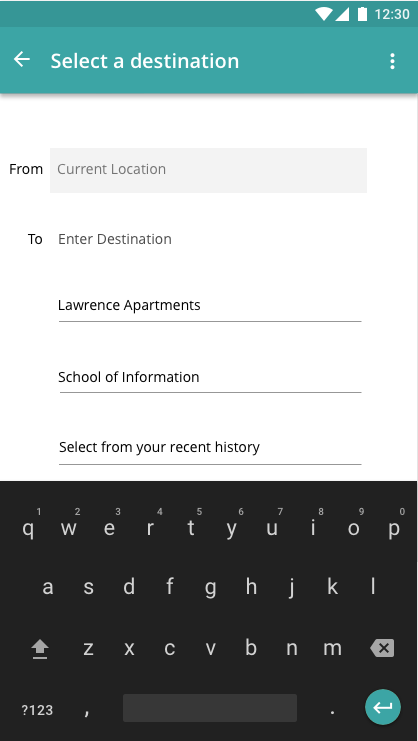 12:30
Select a destination
From Current Location
To Enter Destination
Lawrence Apartments
School of Information
Select from your recent history
1 2 3 4 5 6 7 8 9 0
q w e r t y u i o p
a s d f g h j k l
z x c v b n m
?123 , .